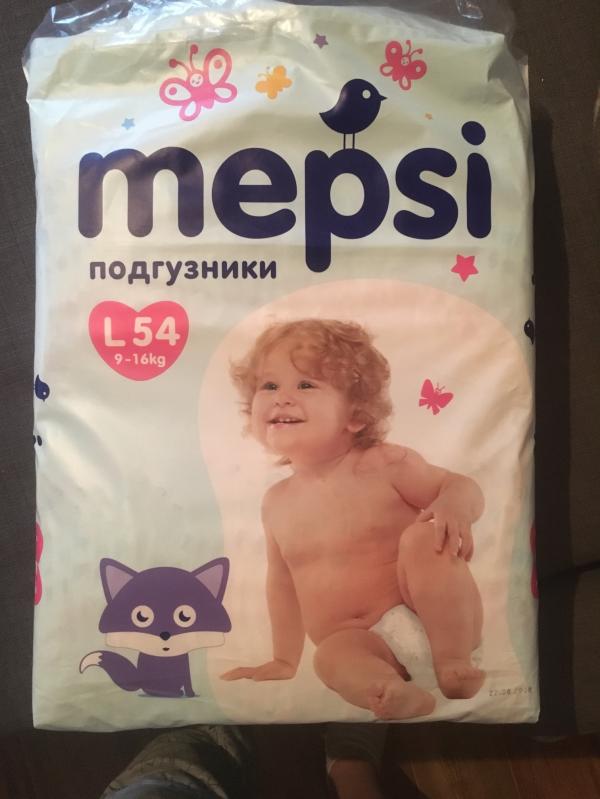 mepsi
подгузники
L 54
9-16kg